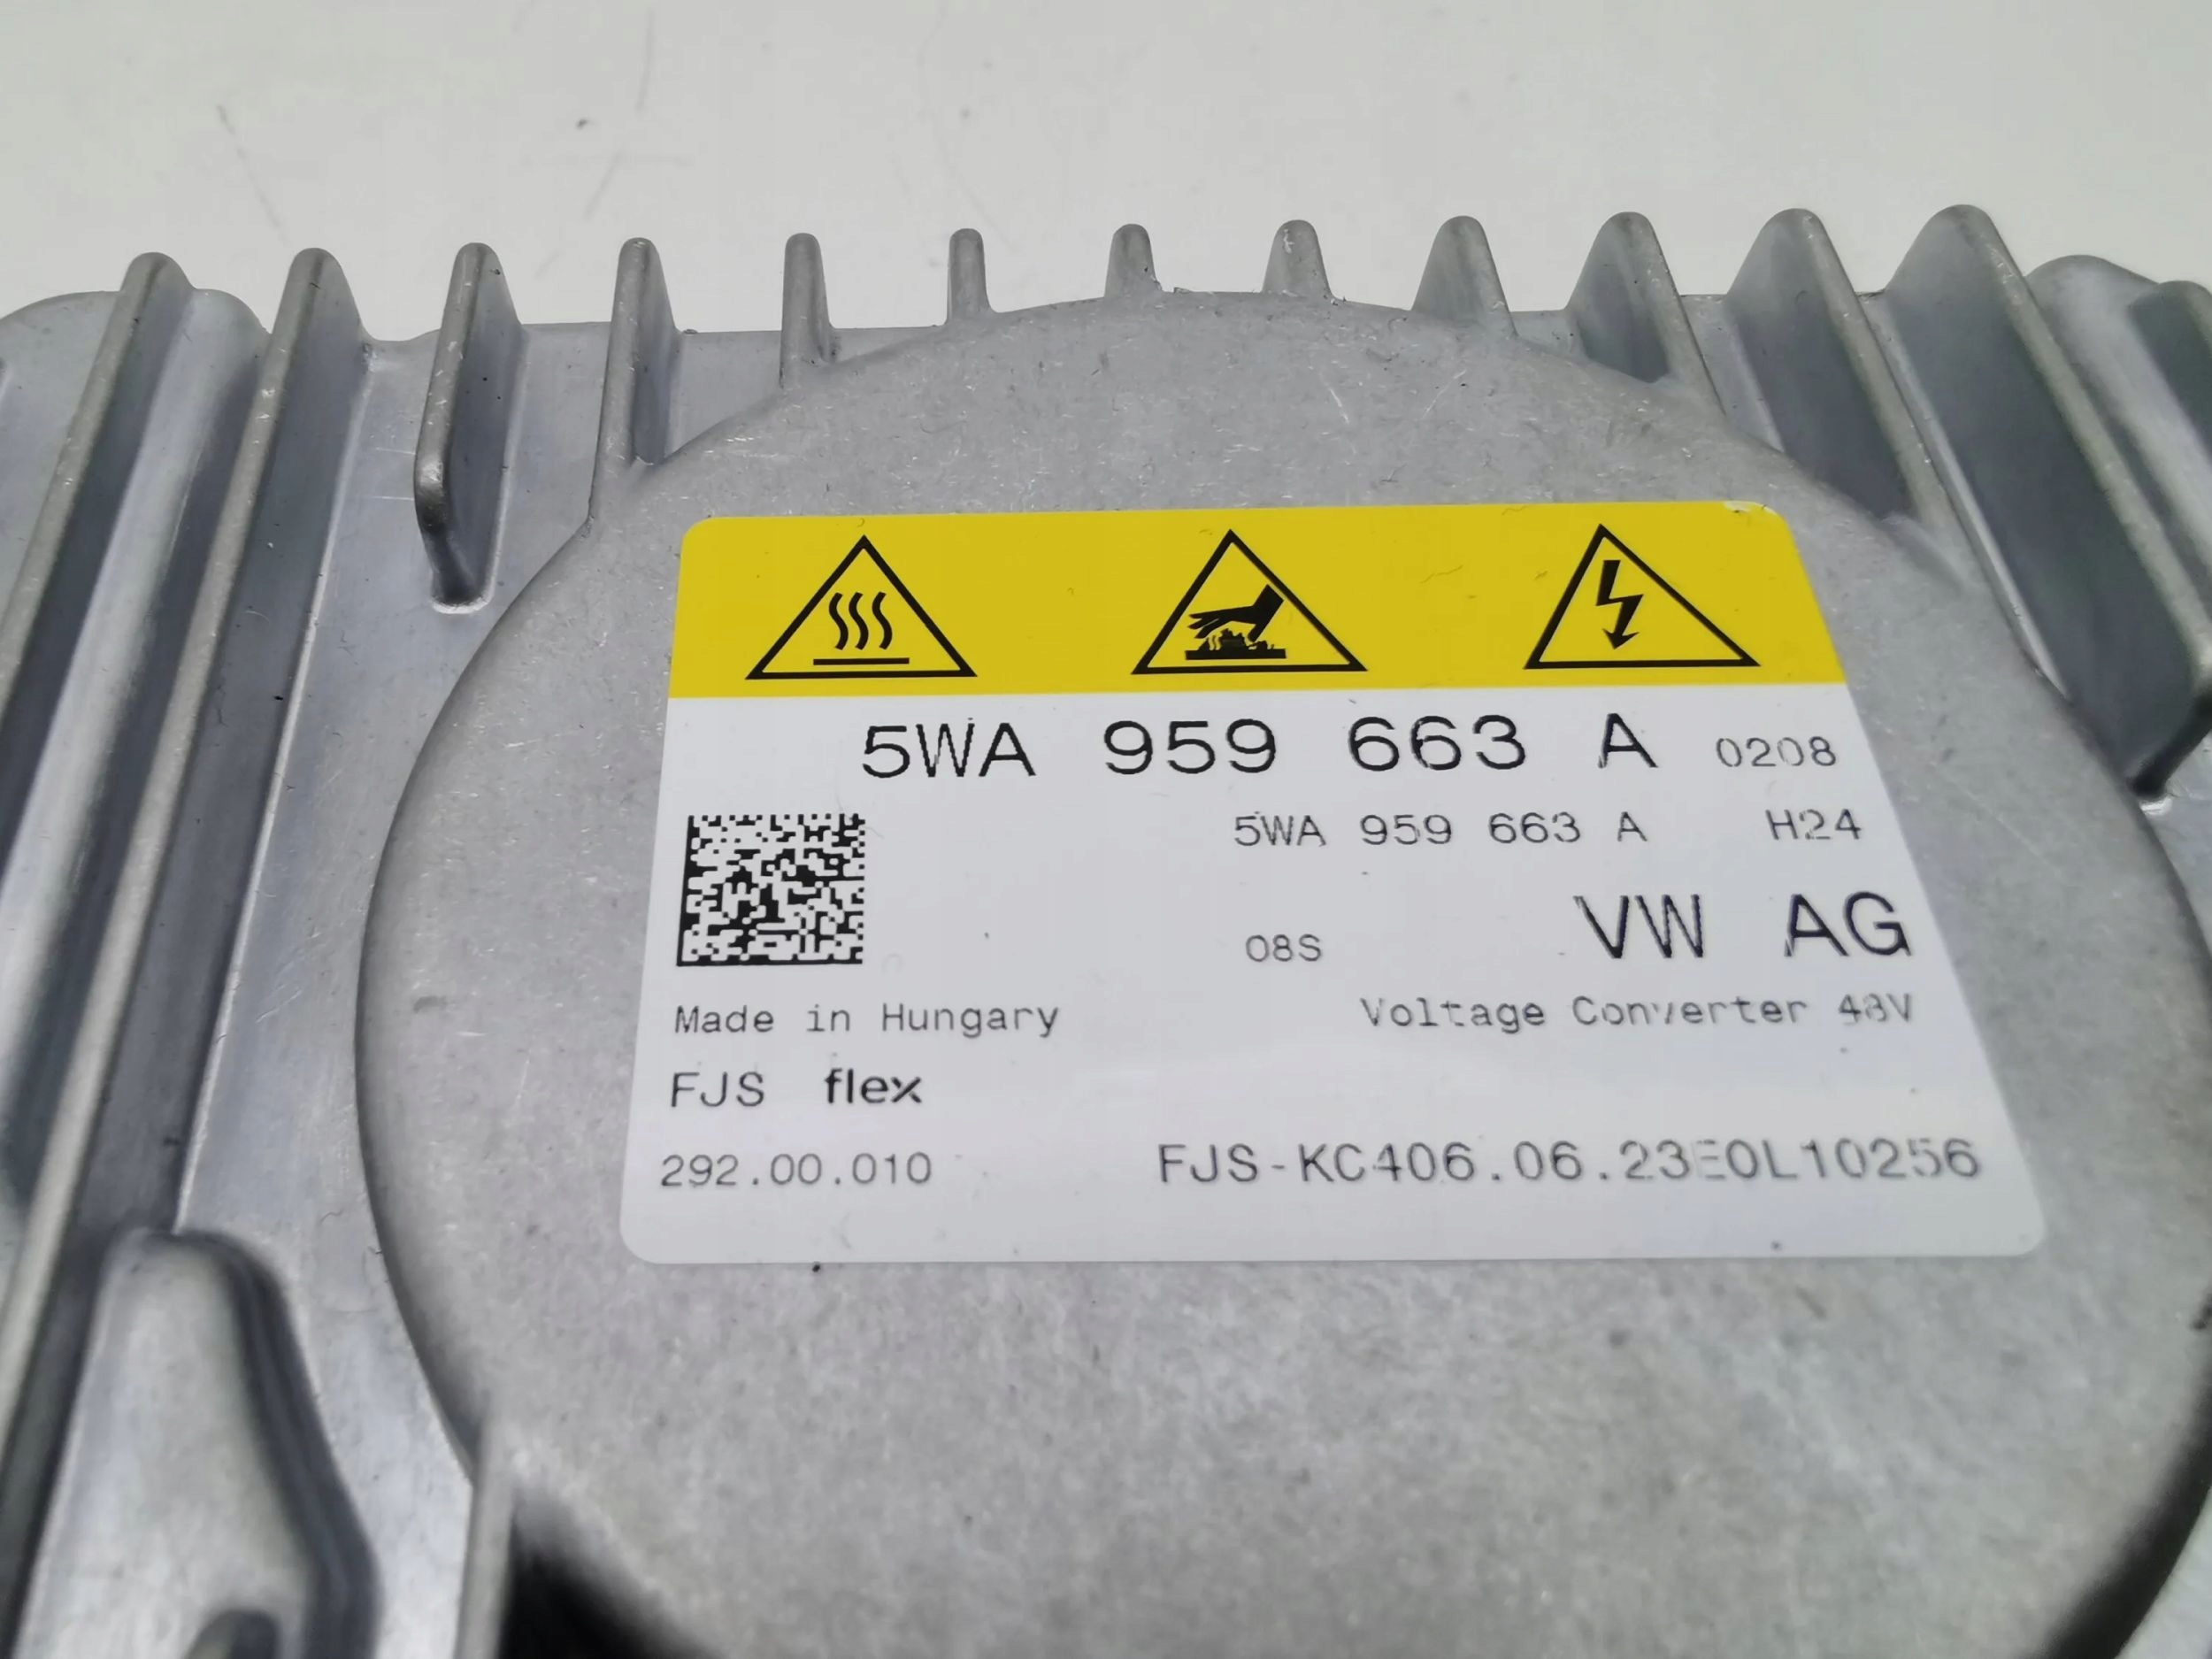 5WA 959 663 A 0208
5WA 959 663 A H24
08S VW AG
Made in Hungary Voltage Converter 48V
FJS flex
292.00.010 FJS-KC406.06.23E0L10256